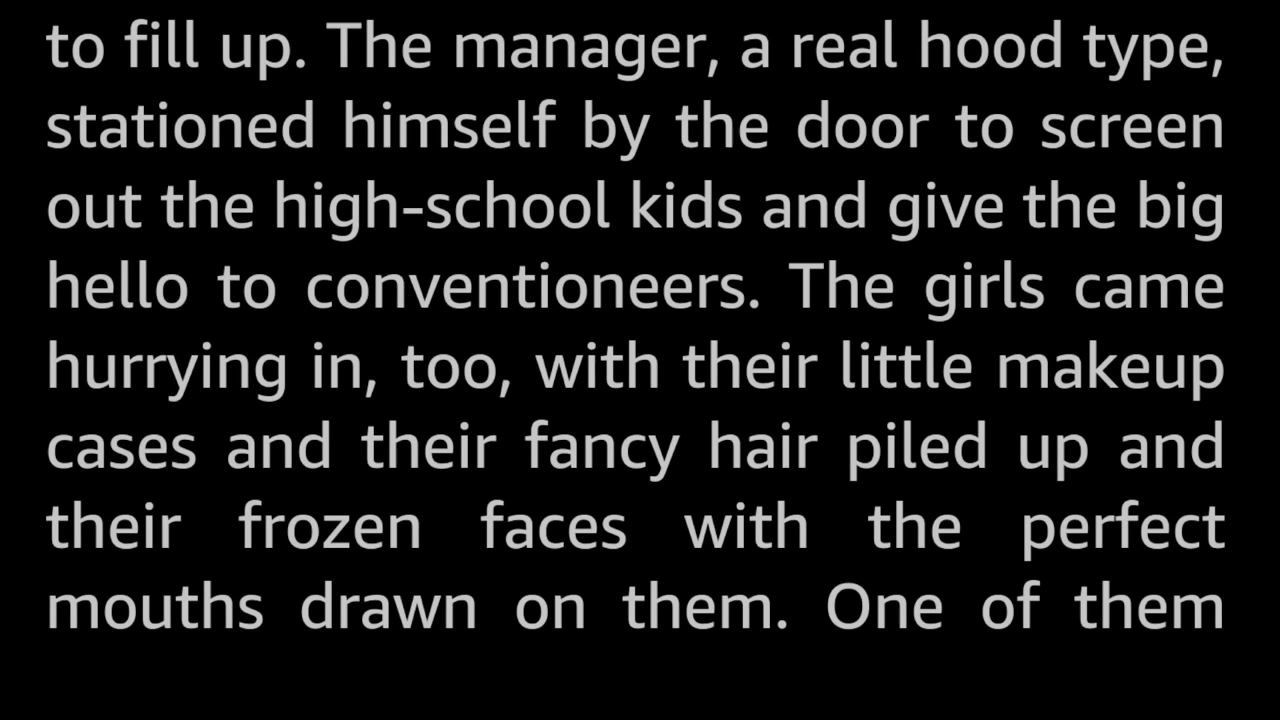 to fill up. The manager, a real hood type,
stationed himself by the door to screen
out the high-school kids and give the big
hello to conventioneers. The girls came
hurrying in, too, with their little makeup
cases and their fancy hair piled up and
their frozen faces with the perfect
mouths drawn on them. One of them